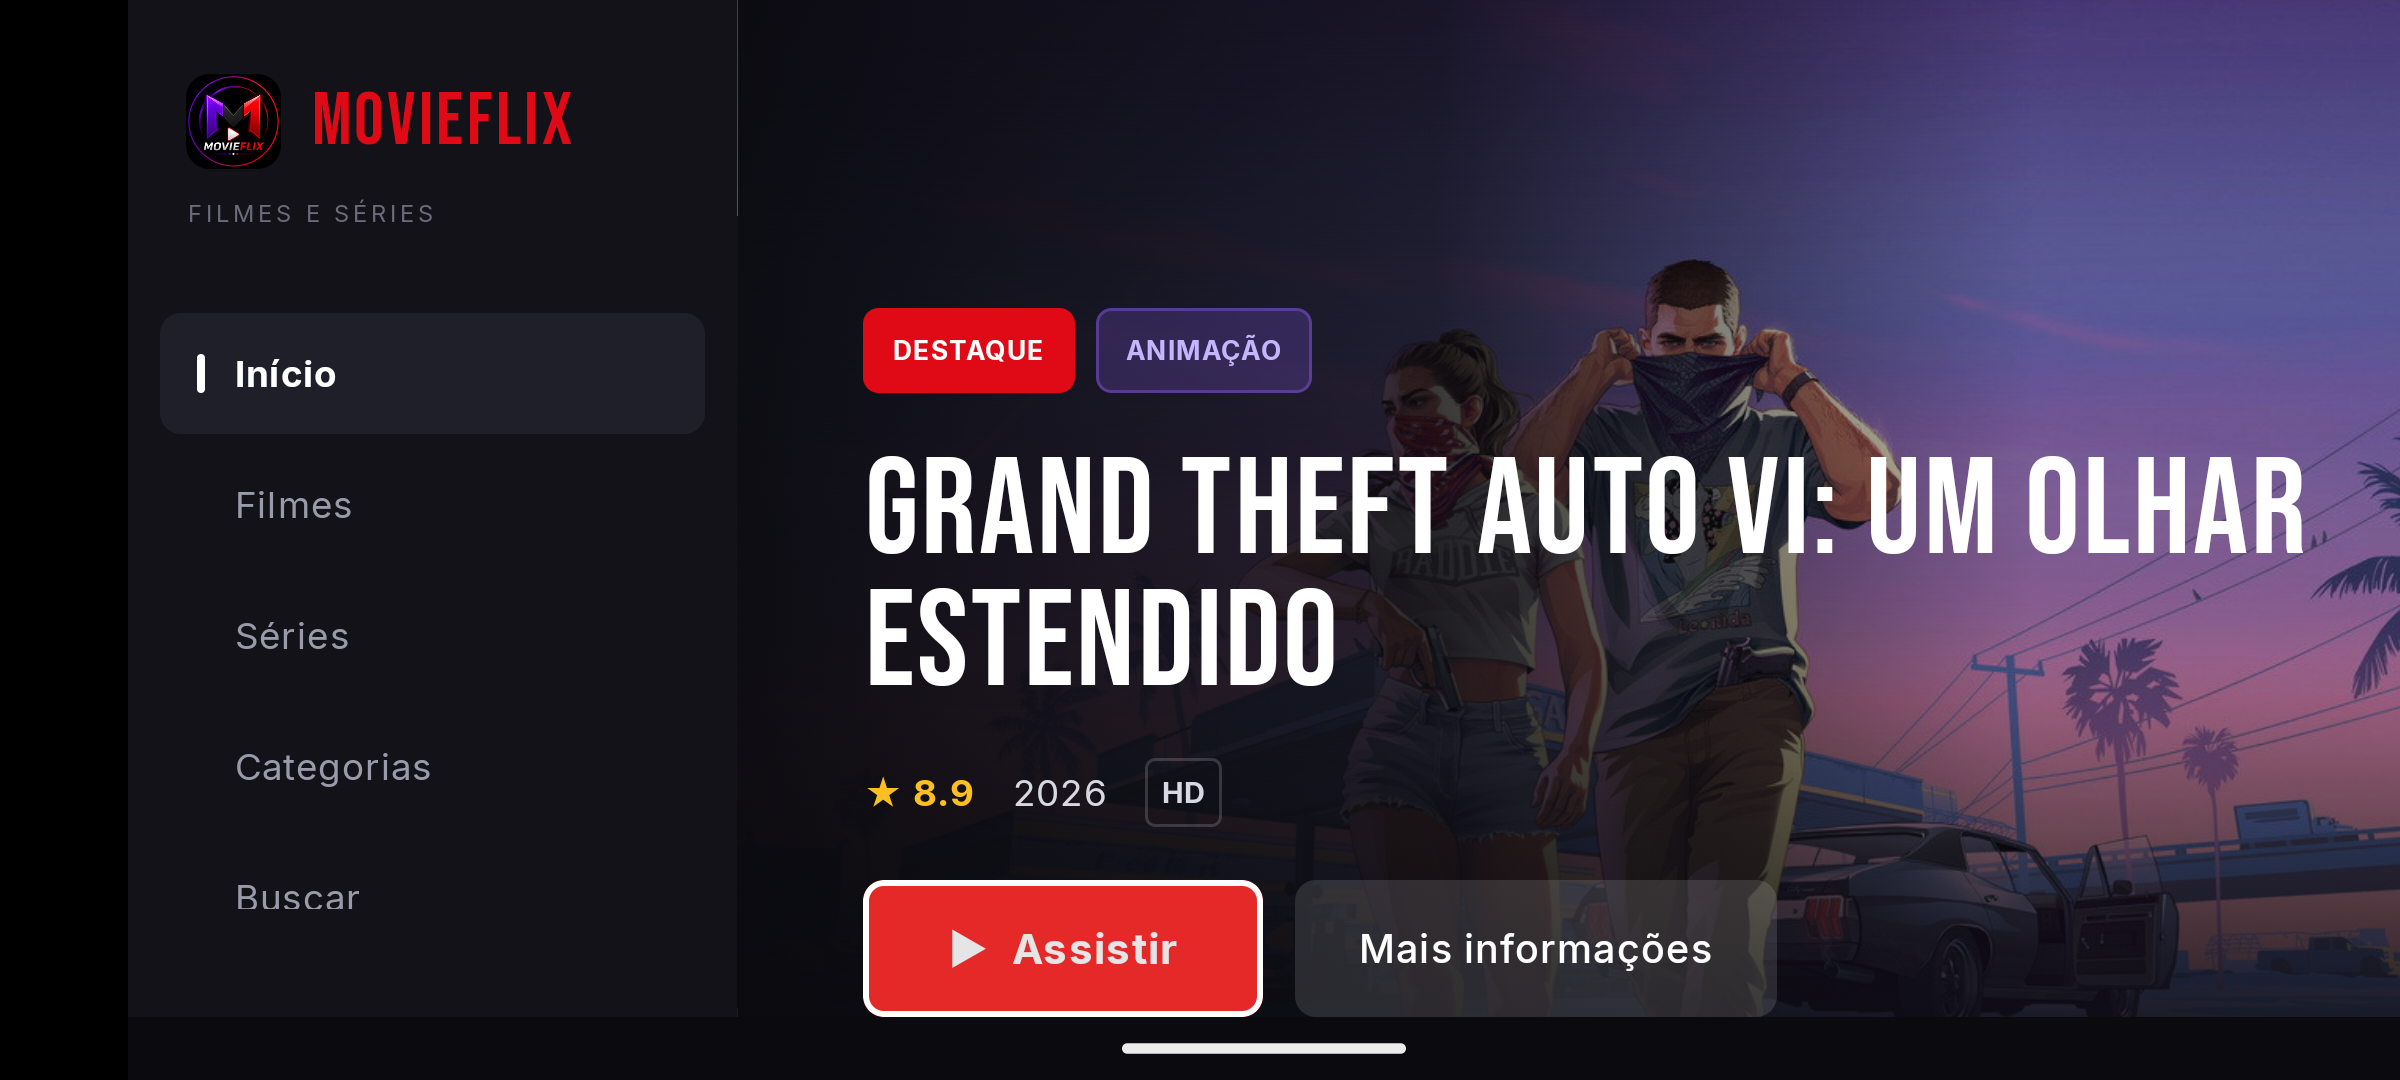 MOVIEFLIX
MOVIEFLIX
FILMES E SÉRIES
Início
Filmes
Séries
Categorias
Buscar
DESTAQUE
ANIMAÇÃO
GRAND THEFT AUTO VI: UM OLHAR
ESTENDIDO
★ 8.9 2026 HD
Assistir
Mais informações
Leonida